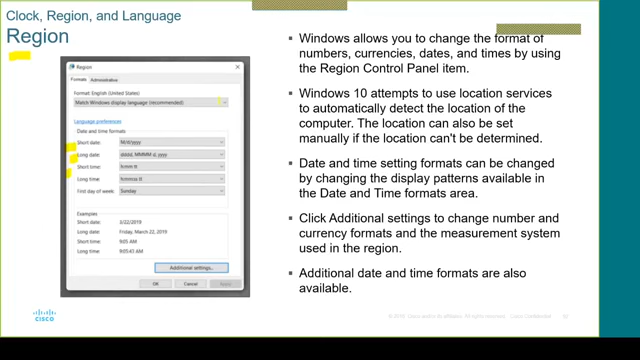 Clock, Region, and Language
Region
Region
Formats Administrative
Format: English (United States)
Match Windows display language (recommended)
Language preferences
Date and time formats
Short date: M/d/yyyy
Long date: dddd, MMMM d, yyyy
Short time: h:mm tt
Long time: h:mm:ss tt
First day of week: Sunday
Examples
Short date: 3/22/2019
Long date: Friday, March 22, 2019
Short time: 9:05 AM
Long time: 9:05:43 AM
Additional settings...
OK Cancel Apply
▪ Windows allows you to change the format of
numbers, currencies, dates, and times by using
the Region Control Panel item.
▪ Windows 10 attempts to use location services
to automatically detect the location of the
computer. The location can also be set
manually if the location can't be determined.
▪ Date and time setting formats can be changed
by changing the display patterns available in
the Date and Time formats area.
▪ Click Additional settings to change number and
currency formats and the measurement system
used in the region.
▪ Additional date and time formats are also
available.
CISCO
Cisco and/or its affiliates.
Cisco Confidential